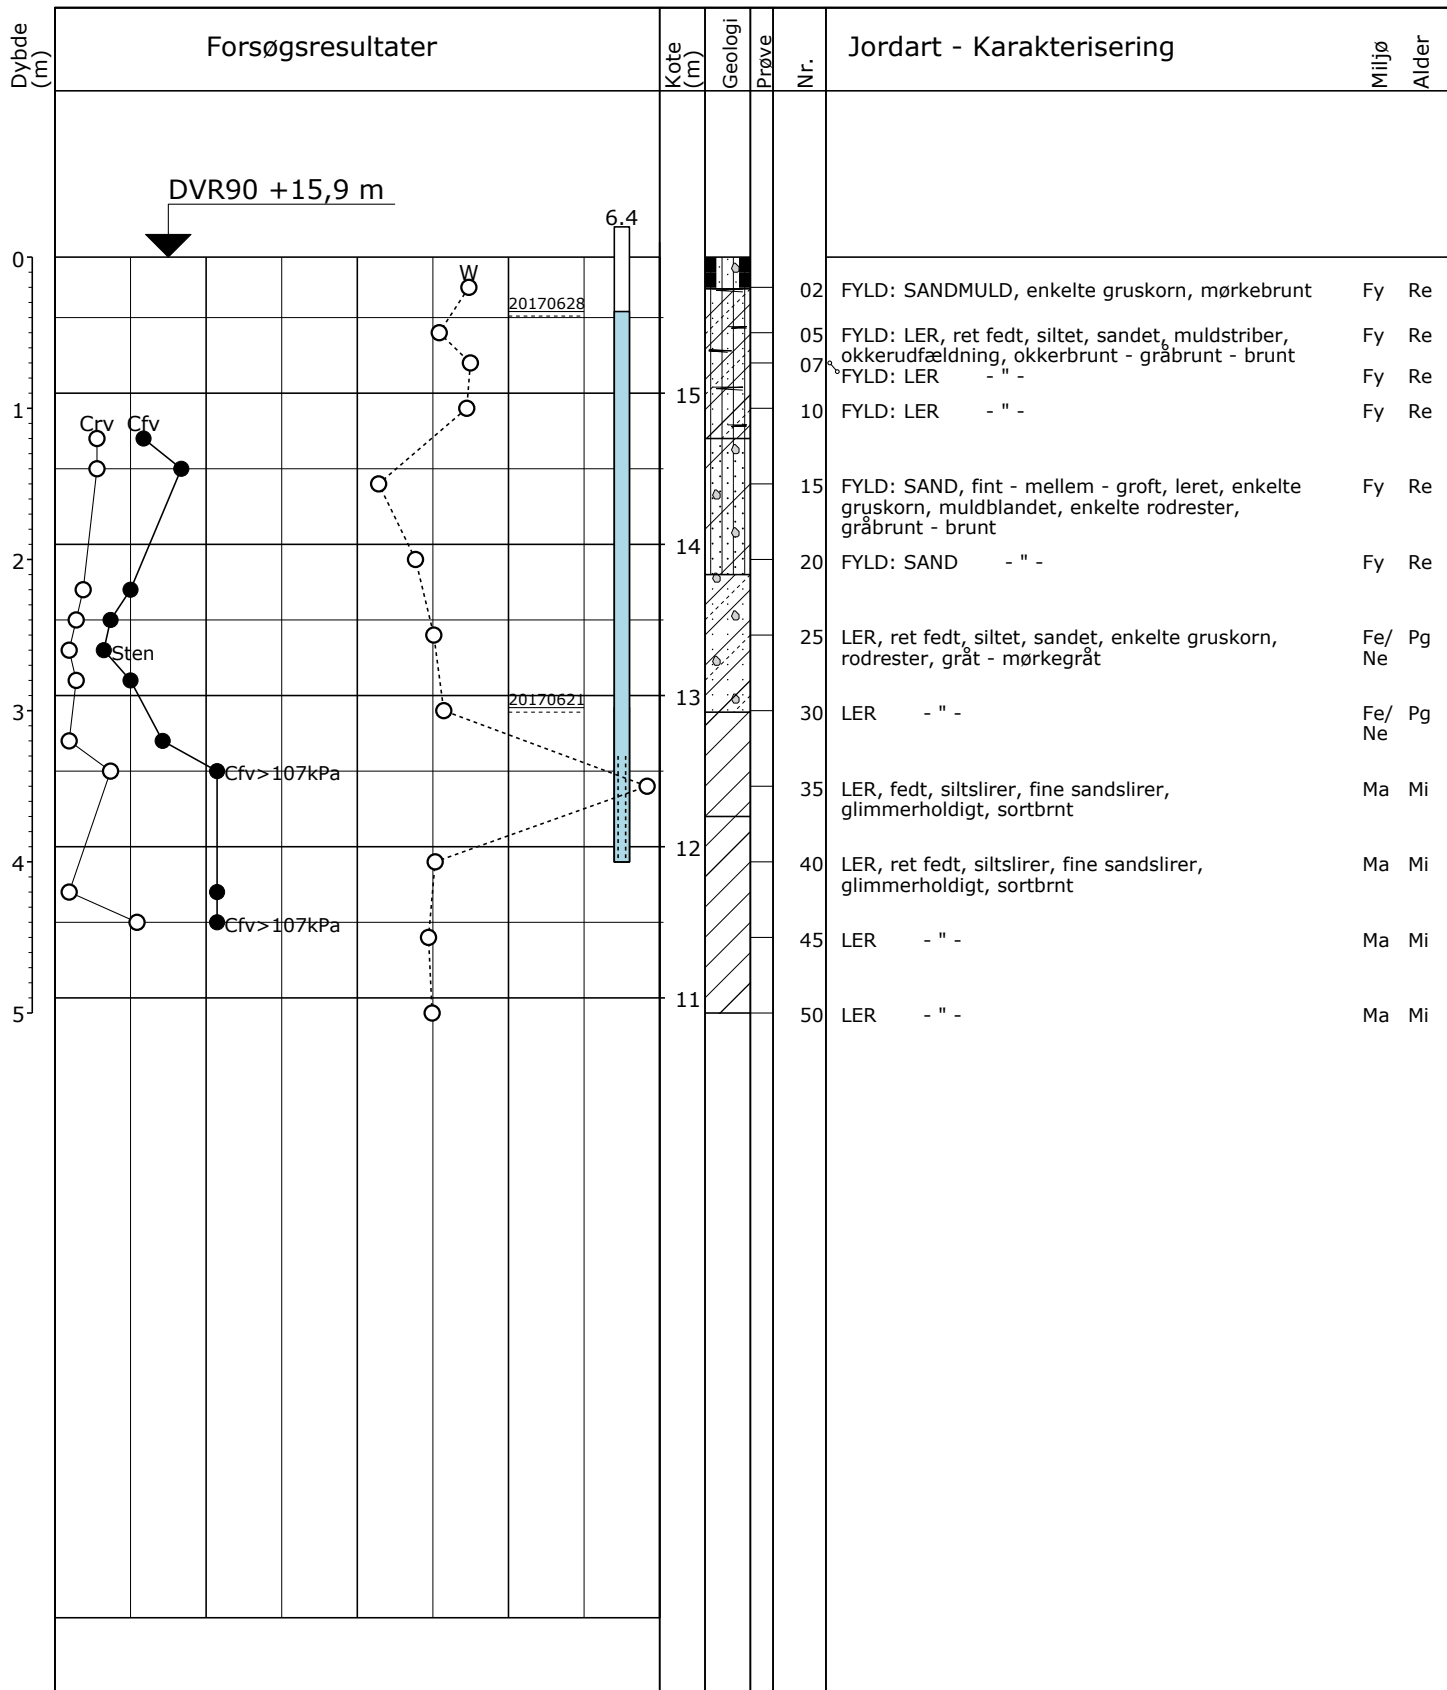 Dybde
(m)
Forsøgsresultater
Kote
(m)
Geologi
Prøve
Nr.
Jordart - Karakterisering
Miljø
Alder
DVR90 +15,9 m
6.4
0
W
20170628
02 FYLD: SANDMULD, enkelte gruskorn, mørkebrunt Fy Re
05 FYLD: LER, ret fedt, siltet, sandet, muldstriber, Fy Re
okkerudfældning, okkerbrunt - gråbrunt - brunt
07 FYLD: LER - " - Fy Re
15
1
10 FYLD: LER - " - Fy Re
Crv Cfv
15 FYLD: SAND, fint - mellem - groft, leret, enkelte Fy Re
gruskorn, muldblandet, enkelte rodrester,
gråbrunt - brunt
14
2
20 FYLD: SAND - " - Fy Re
25 LER, ret fedt, siltet, sandet, enkelte gruskorn, Fe/ Pg
rodrester, gråt - mørkegråt Ne
Sten
20170621
13
3
30 LER - " - Fe/ Pg
Ne
Cfv>107kPa
35 LER, fedt, siltslirer, fine sandslirer, Ma Mi
glimmerholdigt, sortbrnt
12
4
40 LER, ret fedt, siltslirer, fine sandslirer, Ma Mi
glimmerholdigt, sortbrnt
Cfv>107kPa
45 LER - " - Ma Mi
11
5
50 LER - " - Ma Mi